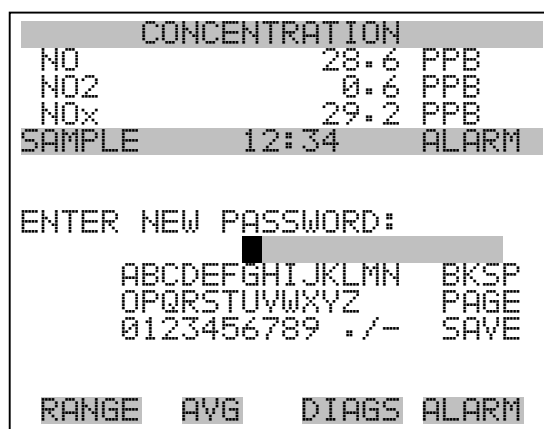 CONCENTRATION
NO 28.6 PPB
NO2 0.6 PPB
NOx 29.2 PPB
SAMPLE 12:34 ALARM
ENTER NEW PASSWORD:
ABCDEFGHIJKLMN BKSP
OPQRSTUVWXYZ PAGE
0123456789 ./- SAVE
RANGE AVG DIAGS ALARM